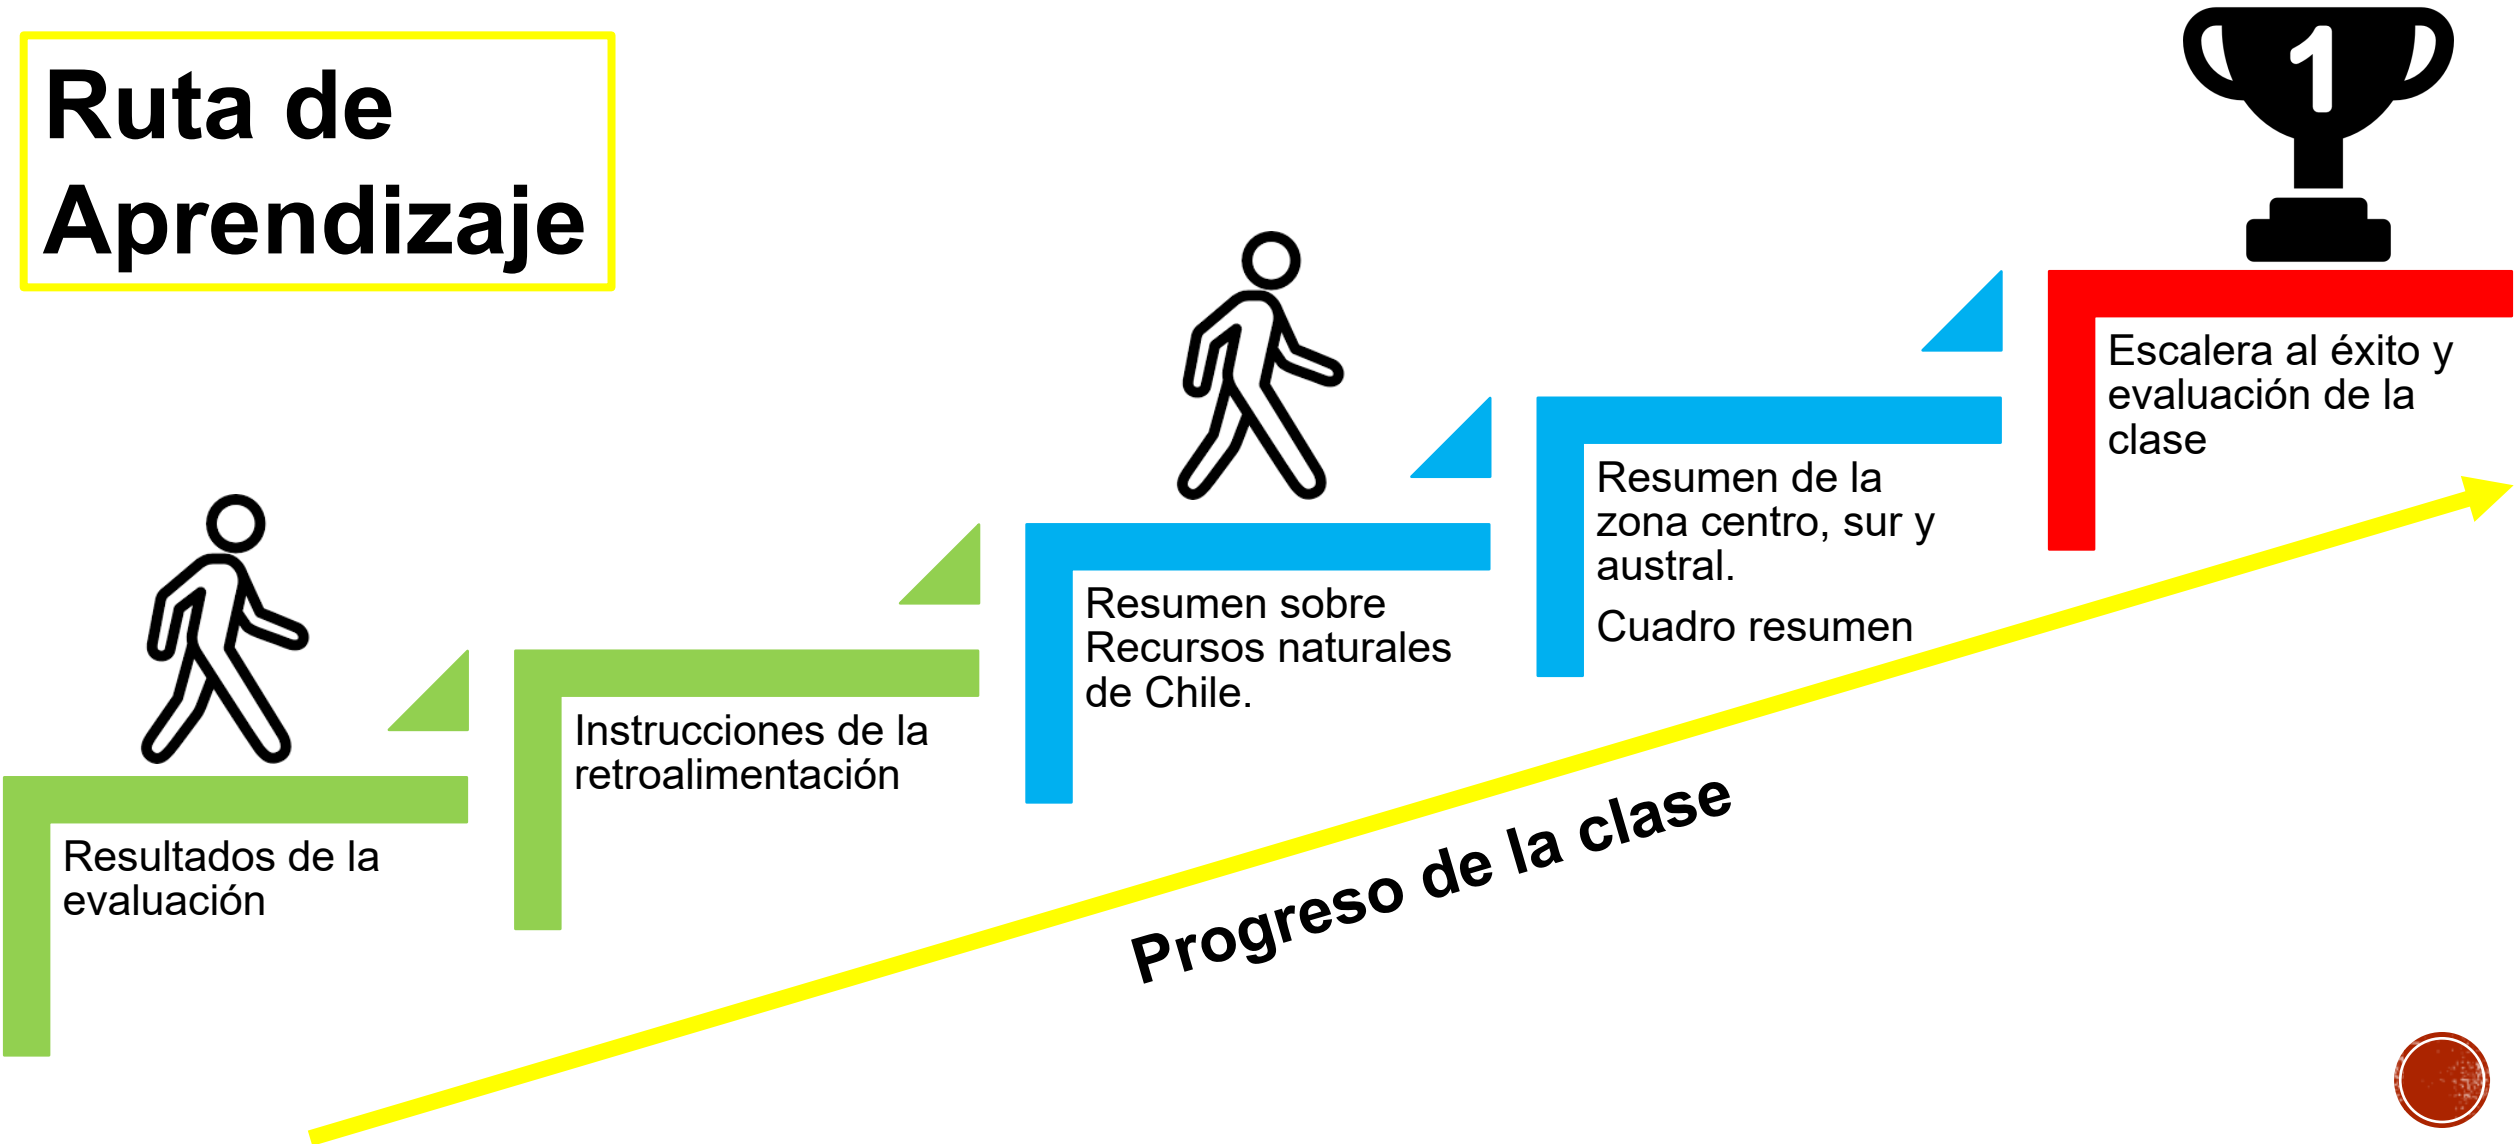 Ruta de
Aprendizaje
1
Resultados de la
evaluación
Instrucciones de la
retroalimentación
Resumen sobre
Recursos naturales
de Chile.
Resumen de la
zona centro, sur y
austral.
Cuadro resumen
Escalera al éxito y
evaluación de la
clase
Progreso de la clase